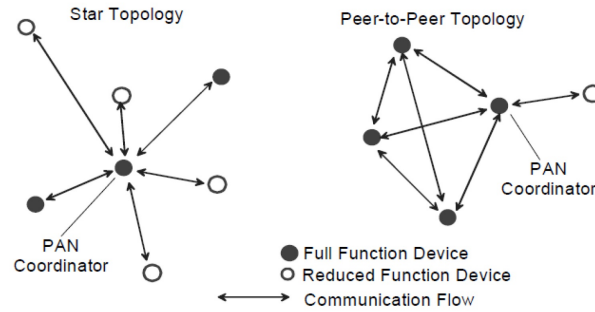 Star Topology
Peer-to-Peer Topology
PAN
Coordinator
PAN
Coordinator
Full Function Device
Reduced Function Device
Communication Flow